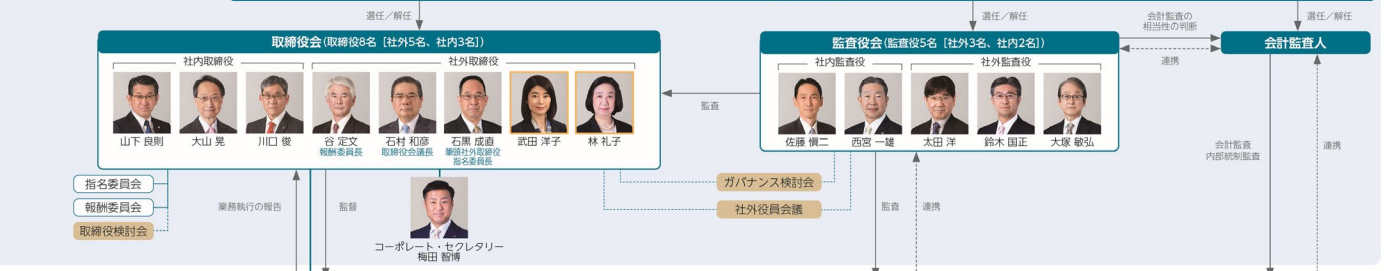 選任／解任
選任／解任
会計監査の
相当性の判断
選任／解任
取締役会（取締役8名［社外5名、社内3名］）
監査役会（監査役5名［社外3名、社内2名］）
会計監査人
連携
社内取締役
社外取締役
社内監査役
社外監査役
監査
山下 良則
大山 晃
川口 俊
谷 定文
報酬委員長
石村 和彦
取締役会議長
石黒 成直
筆頭社外取締役
指名委員長
武田 洋子
林 礼子
佐藤 愼二
西宮 一雄
太田 洋
鈴木 国正
大塚 敏弘
会計監査
内部統制監査
連携
指名委員会
報酬委員会
取締役検討会
業務執行の報告
監督
ガバナンス検討会
社外役員会議
監査
連携
コーポレート・セクレタリー
梅田 智博